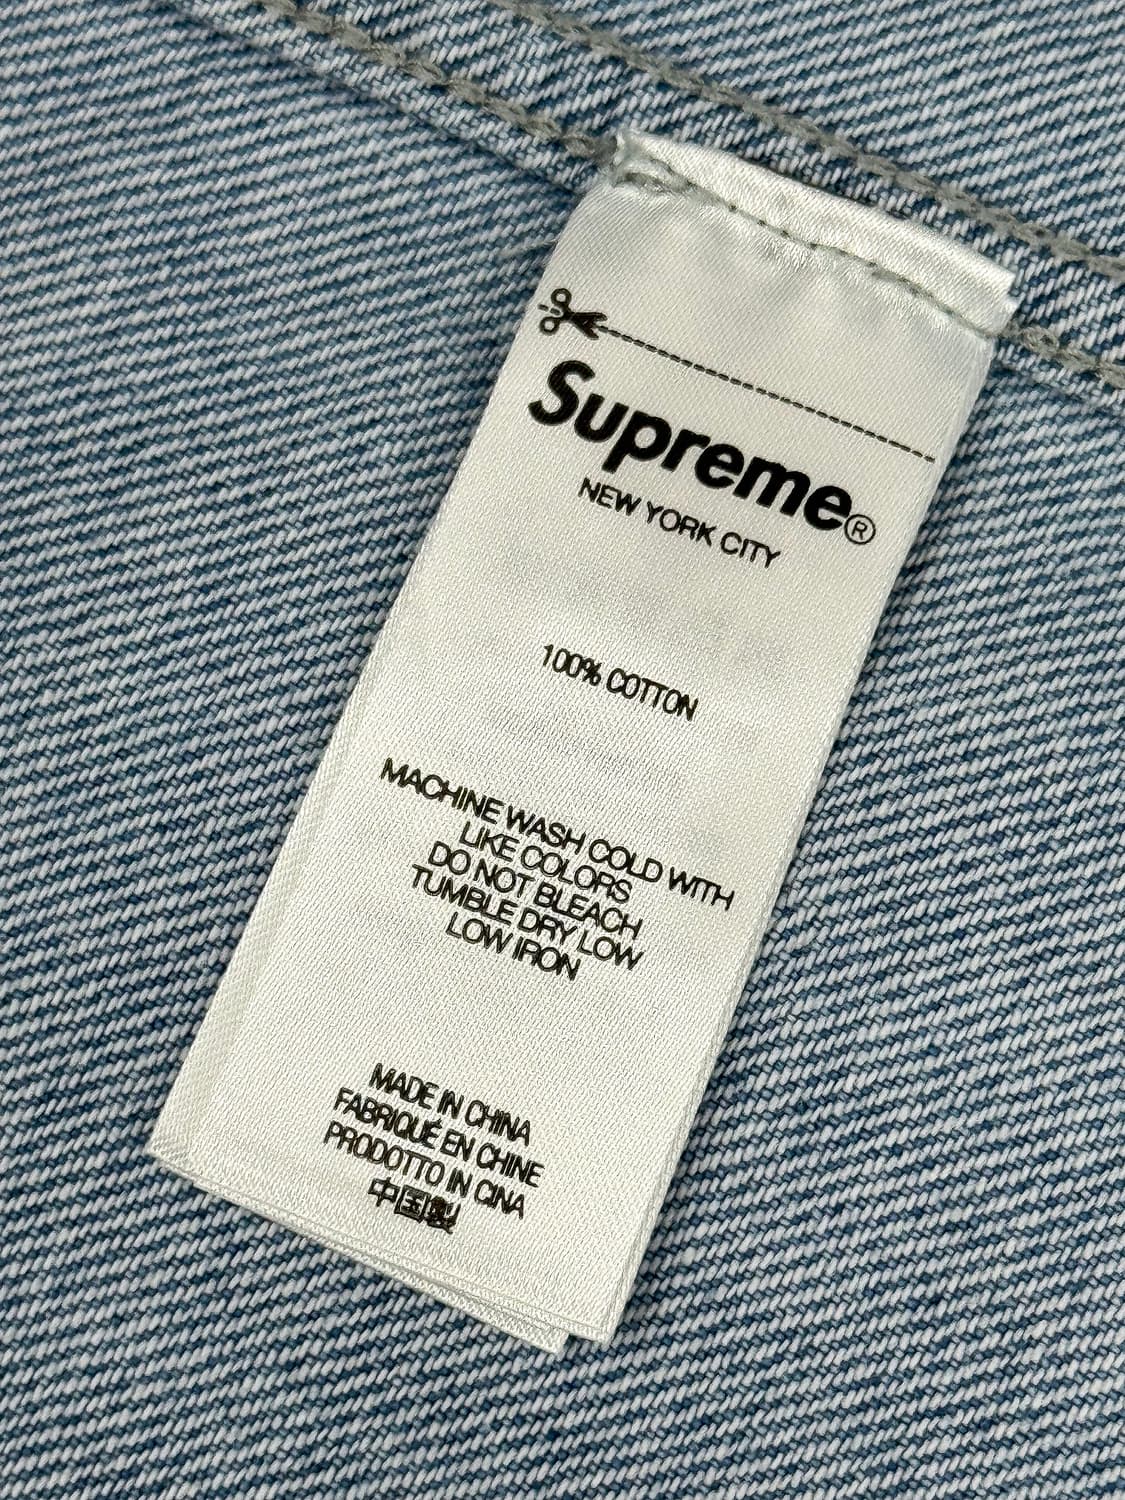 Supreme®
NEW YORK CITY
100% COTTON
MACHINE WASH COLD WITH
LIKE COLORS
DO NOT BLEACH
TUMBLE DRY LOW
LOW IRON
MADE IN CHINA
FABRIQUÉ EN CHINE
PRODOTTO IN CINA
中国製